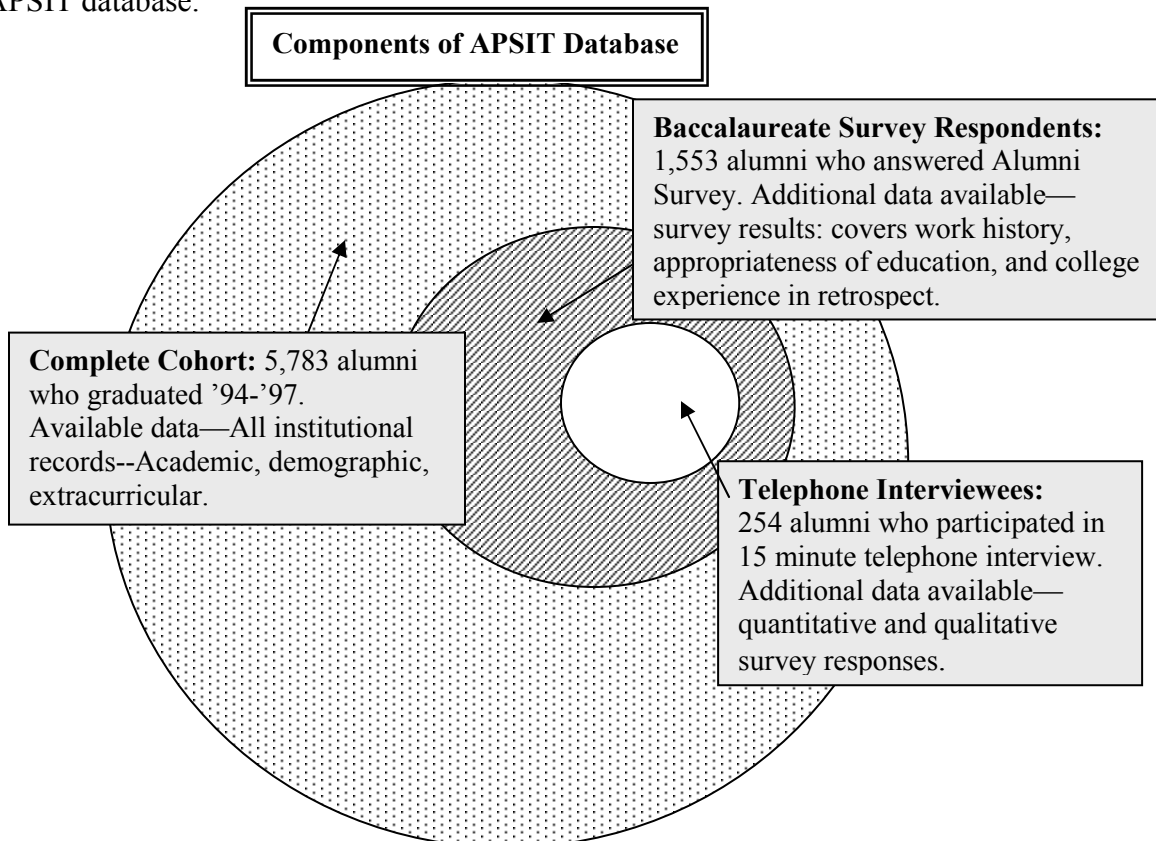 APSIT database.
Components of APSIT Database
Baccalaureate Survey Respondents:
1,553 alumni who answered Alumni
Survey. Additional data available—
survey results: covers work history,
appropriateness of education, and college
experience in retrospect.
Complete Cohort: 5,783 alumni
who graduated ’94-’97.
Available data—All institutional
records--Academic, demographic,
extracurricular.
Telephone Interviewees:
254 alumni who participated in
15 minute telephone interview.
Additional data available—
quantitative and qualitative
survey responses.